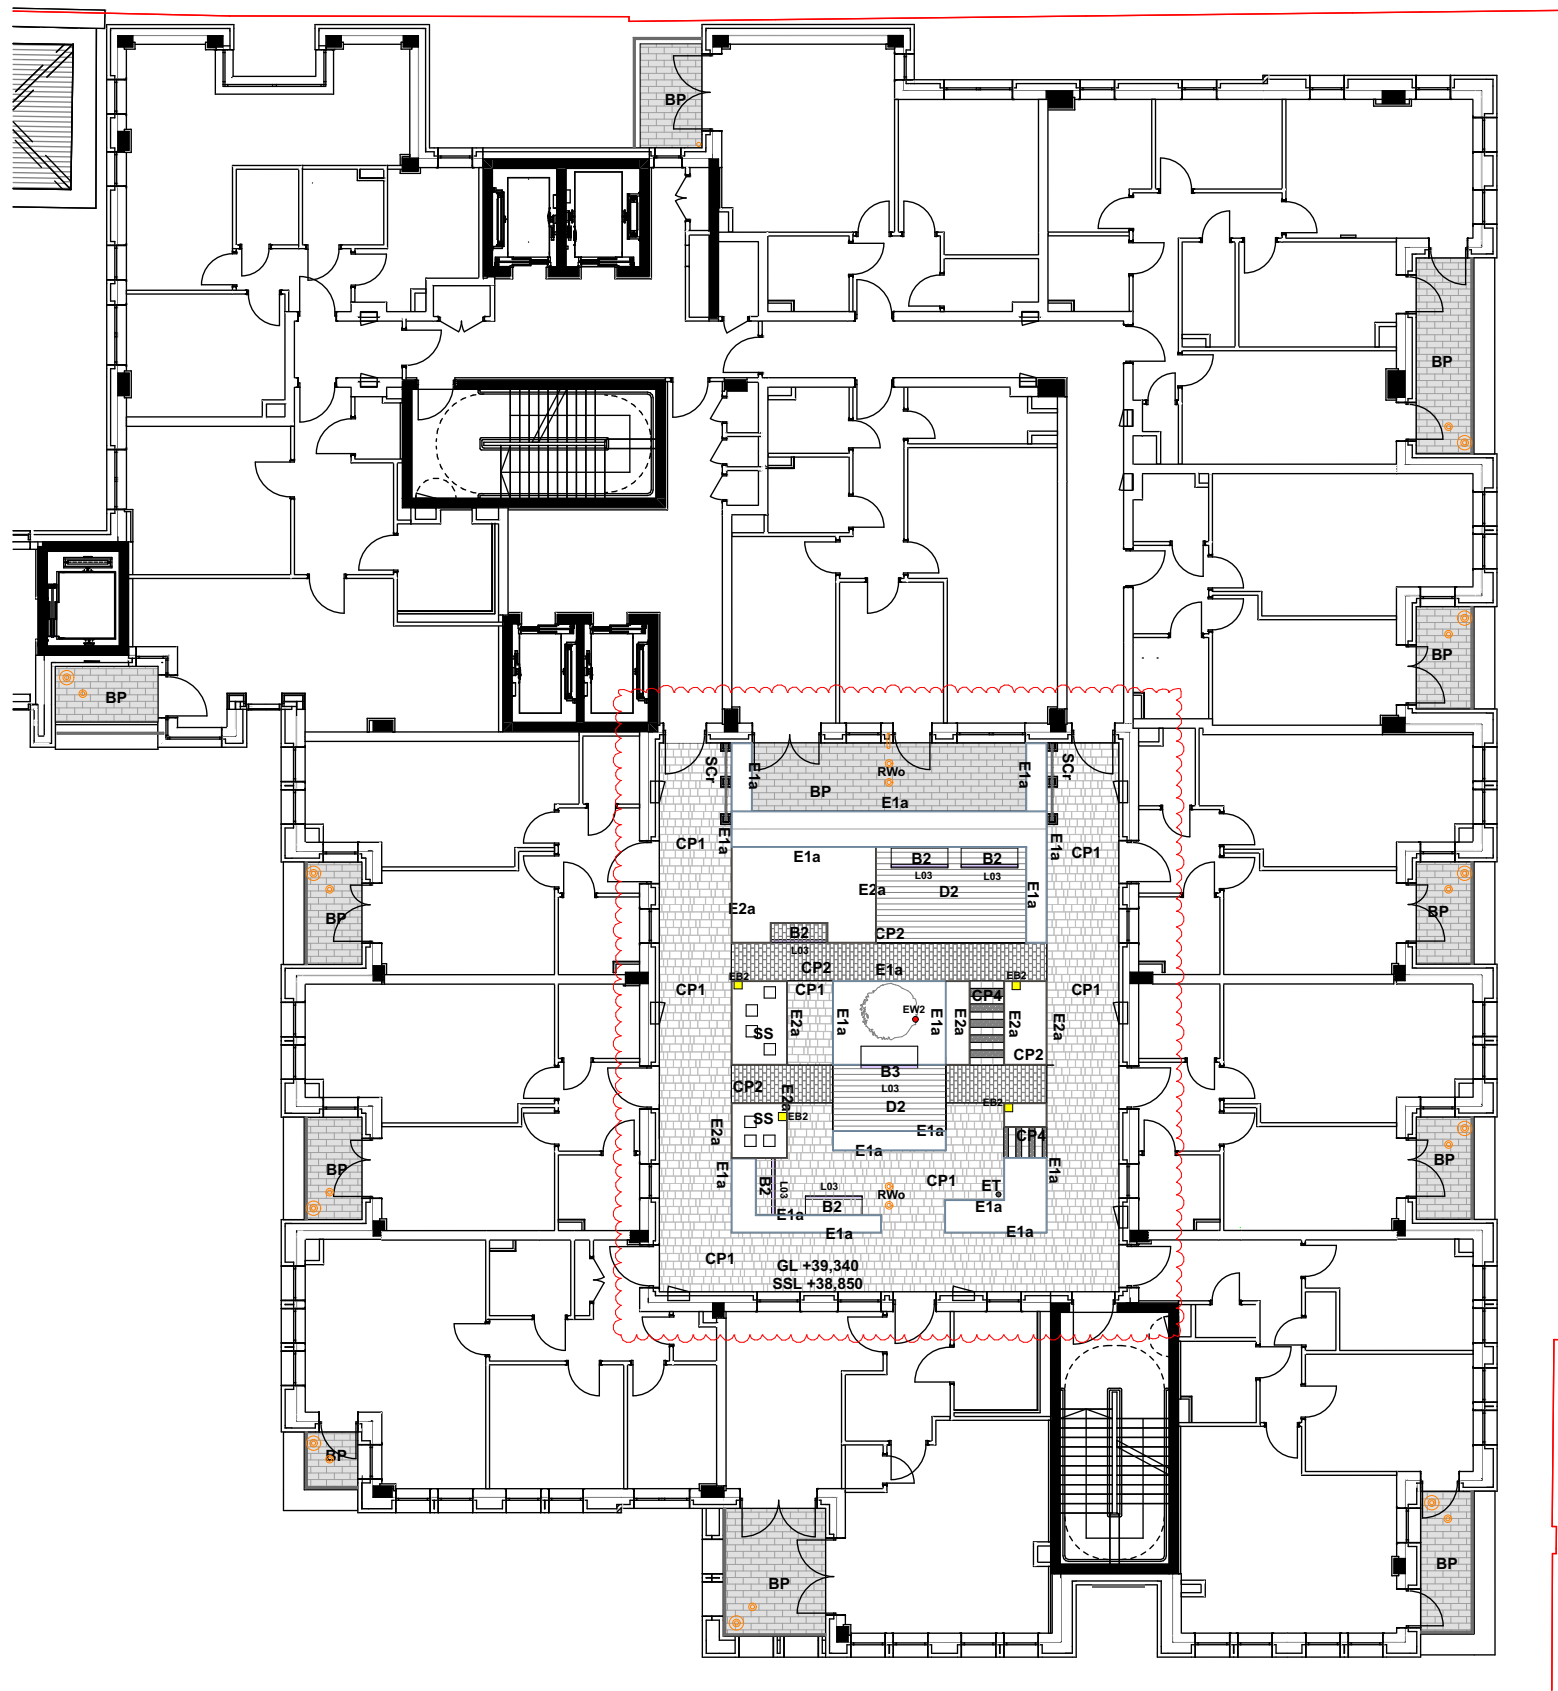 BP
BP
BP
BP
SCr
E1a
RWo
BP
E1a
E1a
SCr
CP1
E1a
E1a
B2
B2
E1a
CP1
L03
L03
E2a
D2
E1a
E2a
BP
BP
B2
CP2
L03
CP2
E1a
EB2
EB2
CP1
CP1
CP4
CP1
SS
E2a
E1a
EW2
E1a
E2a
E2a
E2a
CP2
B3
CP2
L03
E2a
D2
EB2
SS
EB2
E2a
E1a
CP4
E1a
BP
BP
E1a
E1a
B2
L03
L03
B2
RWo
CP1
ET
E1a
E1a
E1a
E1a
CP1
GL +39,340
SSL +38,850
BP
BP
BP